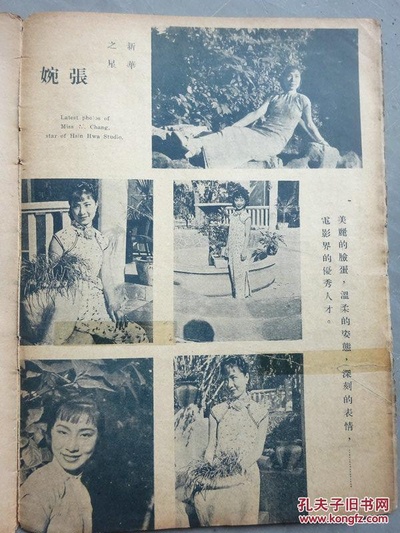 新華
之星
張婉
Latest photos of
Miss Chang,
star of Hsin Hwa Studio.
美麗的臉蛋，溫柔的姿態，深刻的表情，…………
電影界的優秀人才。
孔夫子旧书网
www.kongfz.com